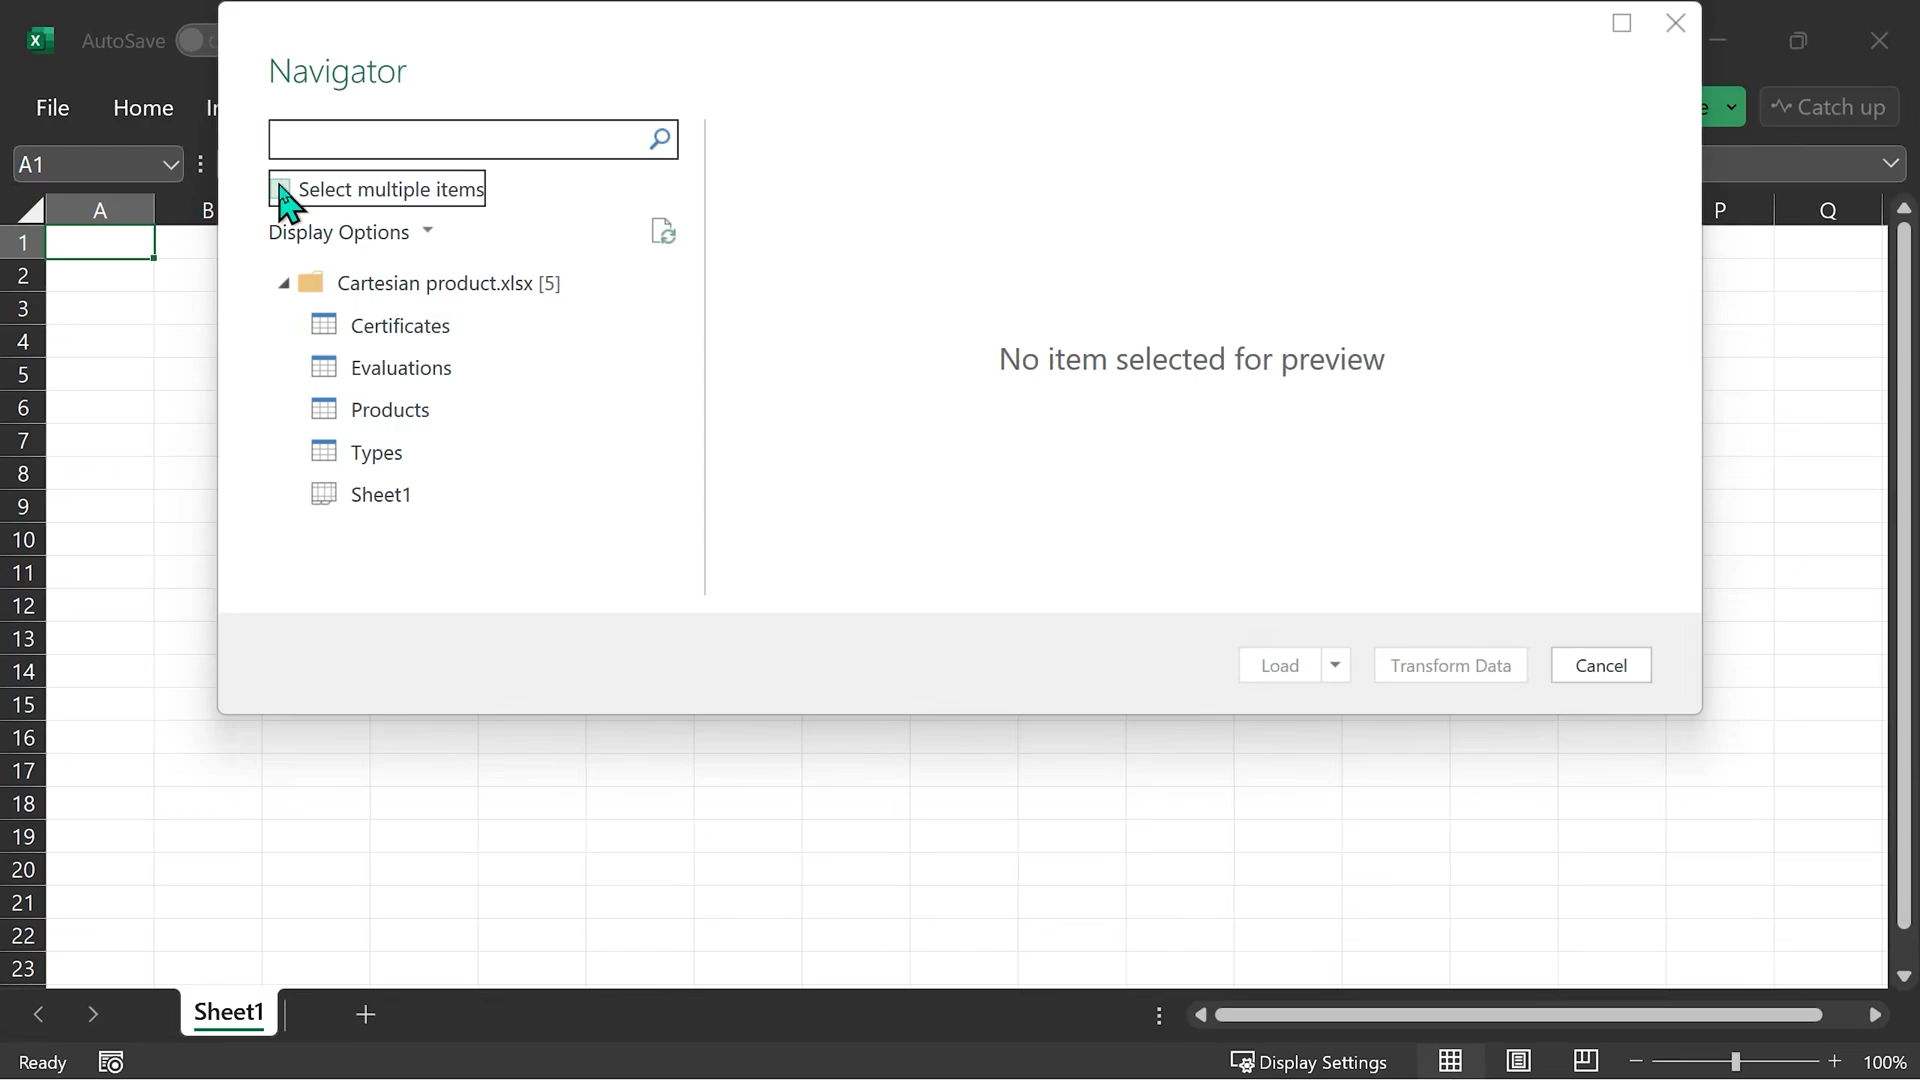 AutoSave
File Home
Catch up
A1
Navigator
Select multiple items
Display Options
Cartesian product.xlsx [5]
Certificates
Evaluations
Products
Types
Sheet1
No item selected for preview
Load Transform Data Cancel
A B P Q
1
2
3
4
5
6
7
8
9
10
11
12
13
14
15
16
17
18
19
20
21
22
23
Sheet1
Ready Display Settings 100%